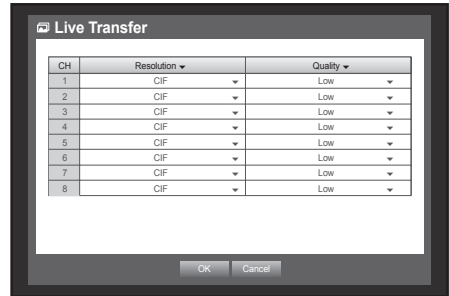 Live Transfer
CH Resolution Quality
1 CIF Low
2 CIF Low
3 CIF Low
4 CIF Low
5 CIF Low
6 CIF Low
7 CIF Low
8 CIF Low
OK Cancel